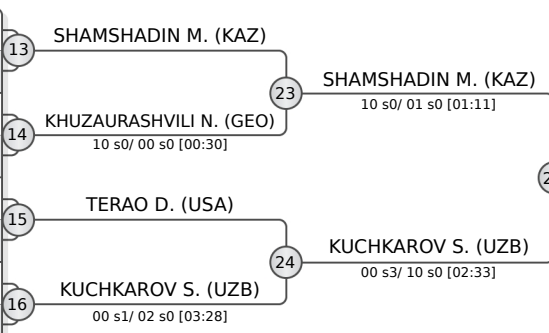 SHAMSHADIN M. (KAZ)
13
SHAMSHADIN M. (KAZ)
23
10 s0/ 01 s0 [01:11]
KHUZAURASHVILI N. (GEO)
14
10 s0/ 00 s0 [00:30]
TERAO D. (USA)
15
KUCHKAROV S. (UZB)
24
00 s3/ 10 s0 [02:33]
KUCHKAROV S. (UZB)
16
00 s1/ 02 s0 [03:28]